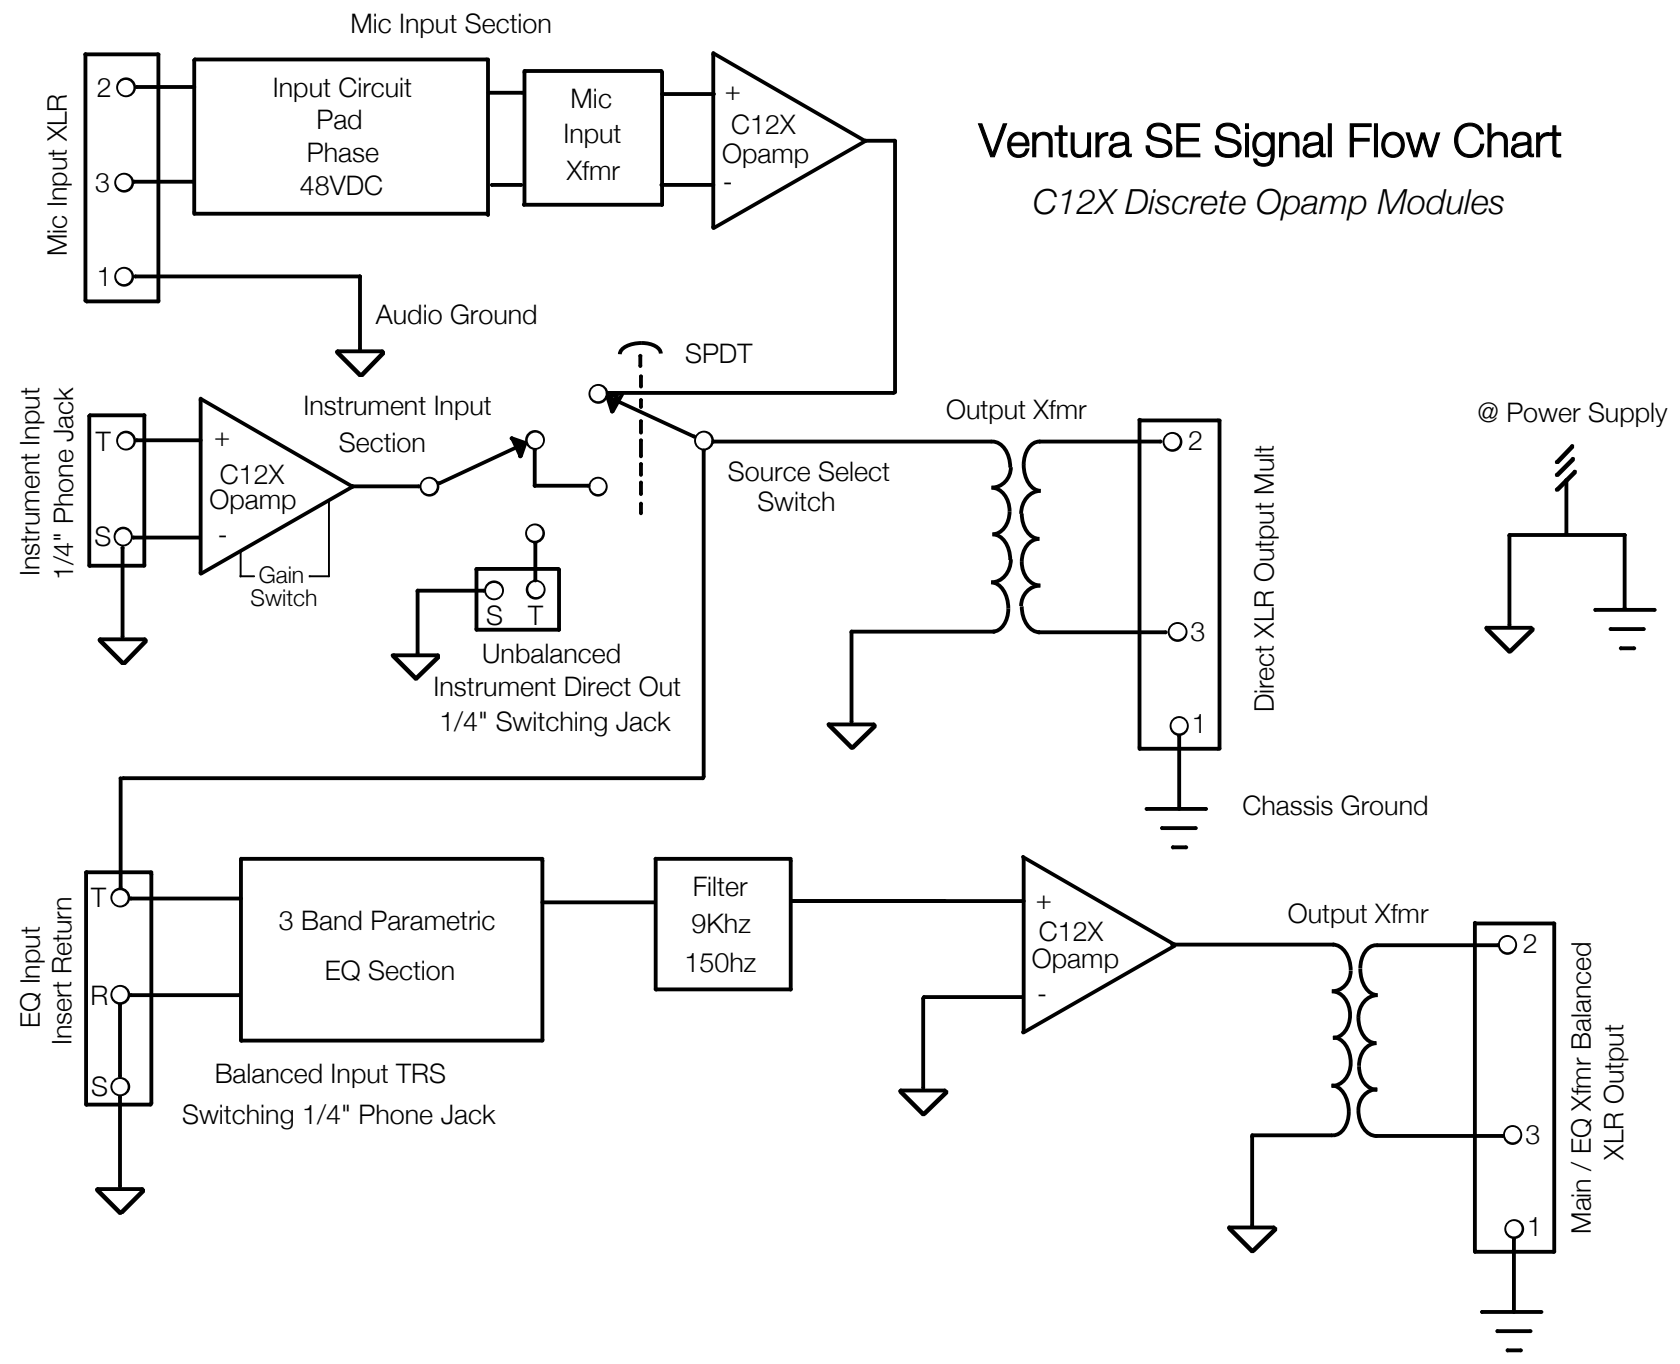 Mic Input Section
Ventura SE Signal Flow Chart
C12X Discrete Opamp Modules
Mic Input XLR
2
3
1
Input Circuit
Pad
Phase
48VDC
Mic
Input
Xfmr
+
C12X
Opamp
-
Audio Ground
SPDT
Instrument Input
1/4" Phone Jack
T
S
+
C12X
Opamp
-
Gain
Switch
Instrument Input
Section
Source Select
Switch
S T
Unbalanced
Instrument Direct Out
1/4" Switching Jack
Output Xfmr
2
3
1
Direct XLR Output Mult
Chassis Ground
@ Power Supply
EQ Input
Insert Return
T
R
S
3 Band Parametric
EQ Section
Balanced Input TRS
Switching 1/4" Phone Jack
Filter
9Khz
150hz
+
C12X
Opamp
-
Output Xfmr
2
3
1
Main / EQ Xfmr Balanced
XLR Output